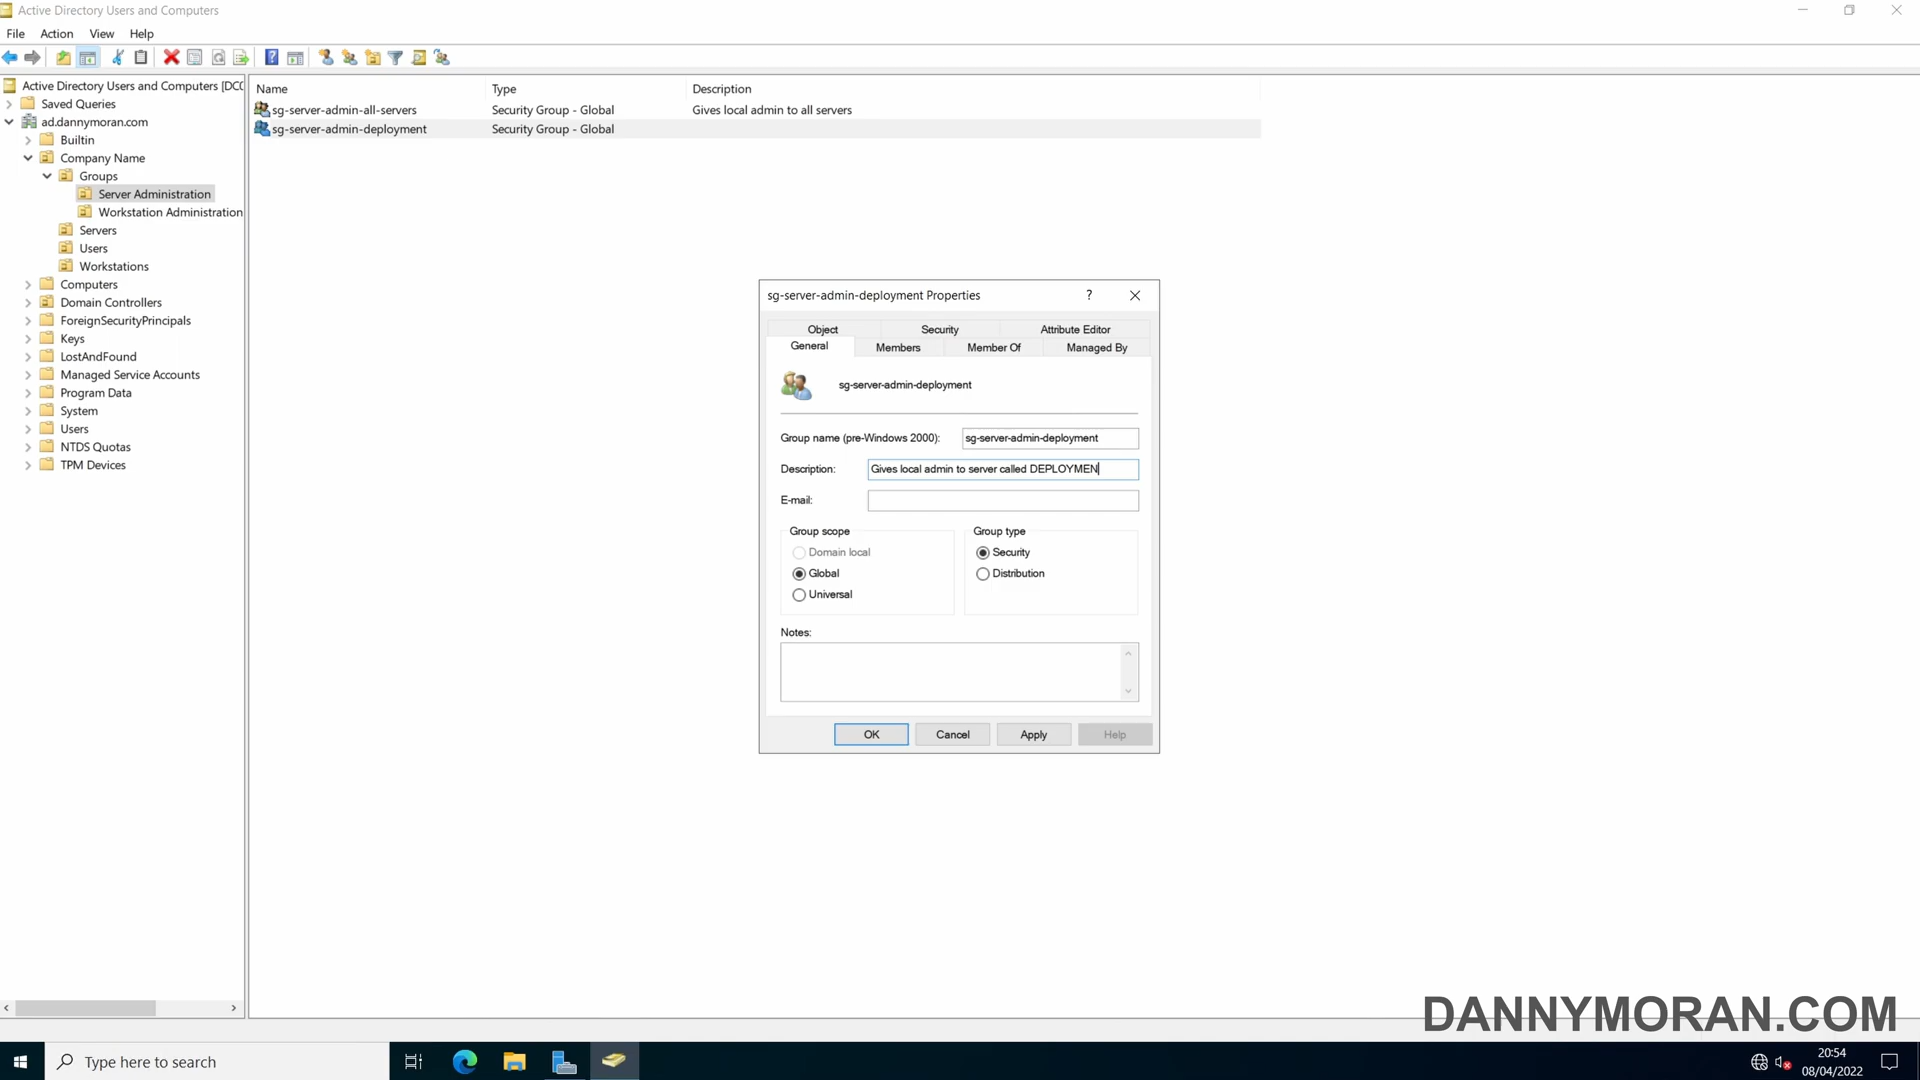 Active Directory Users and Computers
File Action View Help
Active Directory Users and Computers [DC0
Saved Queries
ad.dannymoran.com
Builtin
Company Name
Groups
Server Administration
Workstation Administration
Servers
Users
Workstations
Computers
Domain Controllers
ForeignSecurityPrincipals
Keys
LostAndFound
Managed Service Accounts
Program Data
System
Users
NTDS Quotas
TPM Devices
Name Type Description
sg-server-admin-all-servers Security Group - Global Gives local admin to all servers
sg-server-admin-deployment Security Group - Global
sg-server-admin-deployment Properties ?
Object Security Attribute Editor
General Members Member Of Managed By
sg-server-admin-deployment
Group name (pre-Windows 2000): sg-server-admin-deployment
Description: Gives local admin to server called DEPLOYMEN
E-mail:
Group scope Group type
Domain local Security
Global Distribution
Universal
Notes:
OK Cancel Apply Help
DANNYMORAN.COM
Type here to search
20:54
08/04/2022